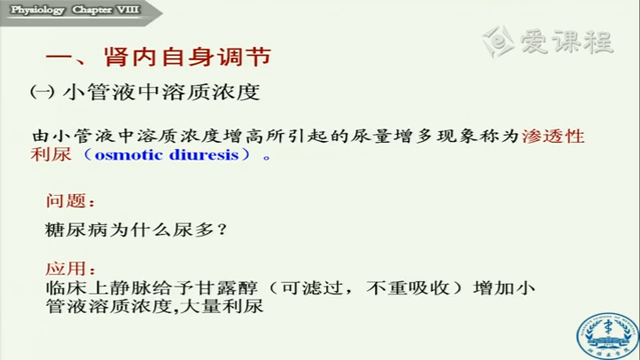 Physiology Chapter VIII
爱课程
一、肾内自身调节
㈠ 小管液中溶质浓度
由小管液中溶质浓度增高所引起的尿量增多现象称为渗透性
利尿（osmotic diuresis）。
问题：
糖尿病为什么尿多？
应用：
临床上静脉给予甘露醇（可滤过，不重吸收）增加小
管液溶质浓度,大量利尿